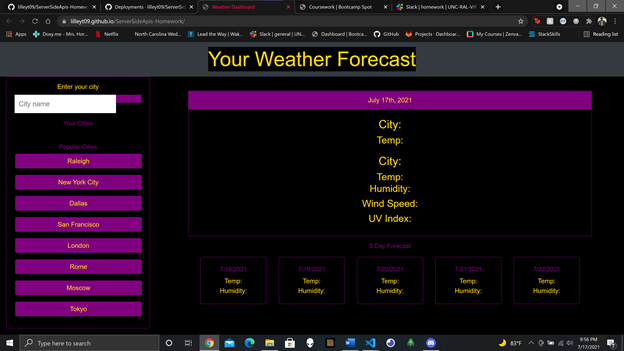 lilleyt09.github.io/ServerSideApis-Homework/
Deployments · lilleyt09/ServerSi
Weather Dashboard
Coursework | Bootcamp Spot
Slack | homework | UNC-RAL-VI
lilleyt09.github.io/ServerSideApis-Homework/
Apps
Doxy.me - Mrs. Hor...
Netflix
North Carolina Wed...
Lead the Way | Wak...
Slack | general | UN...
Dashboard | Bootca...
GitHub
Projects · Dashboar...
My Courses | Zenva...
StackSkills
Reading list
Your Weather Forecast
Enter your city
City name
Your Cities
Popular Cities
Raleigh
New York City
Dallas
San Francisco
London
Rome
Moscow
Tokyo
July 17th, 2021
City:
Temp:
City:
Temp:
Humidity:
Wind Speed:
UV Index:
5 Day Forecast
7/18/2021
Temp:
Humidity:
7/19/2021
Temp:
Humidity:
7/20/2021
Temp:
Humidity:
7/21/2021
Temp:
Humidity:
7/22/2021
Temp:
Humidity:
Type here to search
83°F
9:56 PM
7/17/2021